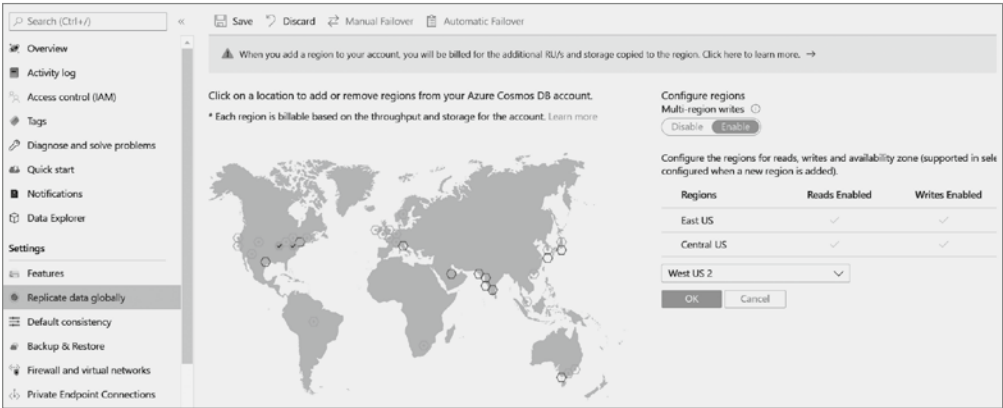 Search (Ctrl+/)
«
Save
Discard
Manual Failover
Automatic Failover
Overview
Activity log
Access control (IAM)
Tags
Diagnose and solve problems
Quick start
Notifications
Data Explorer
Settings
Features
Replicate data globally
Default consistency
Backup & Restore
Firewall and virtual networks
Private Endpoint Connections
When you add a region to your account, you will be billed for the additional RU/s and storage copied to the region. Click here to learn more. →
Click on a location to add or remove regions from your Azure Cosmos DB account.
* Each region is billable based on the throughput and storage for the account. Learn more
Configure regions
Multi-region writes
Disable Enable
Configure the regions for reads, writes and availability zone (supported in sele
configured when a new region is added).
Regions Reads Enabled Writes Enabled
East US
Central US
West US 2
OK Cancel